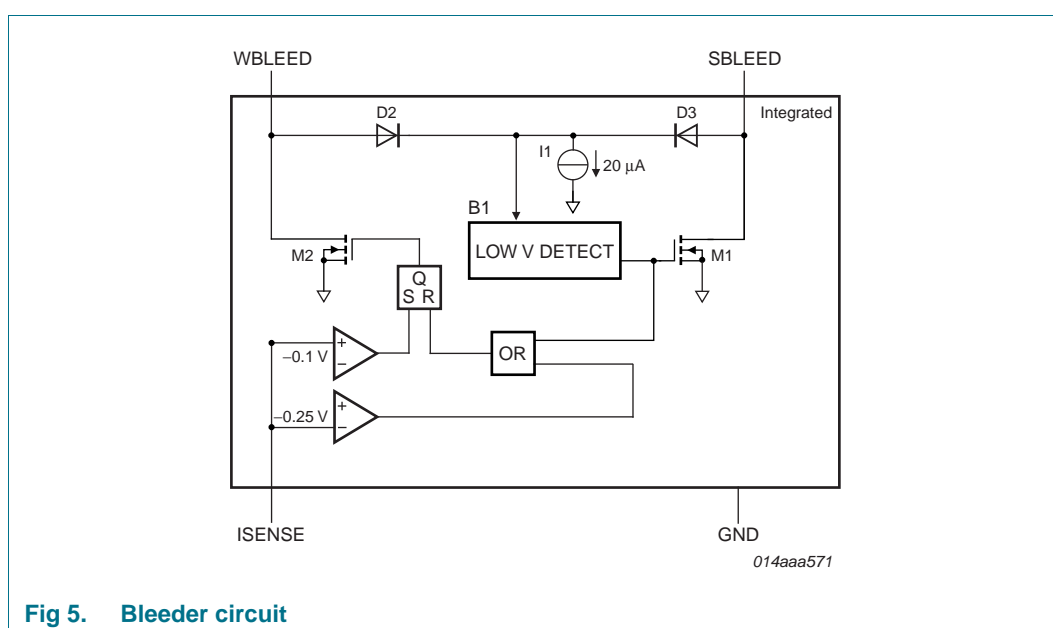 WBLEED SBLEED
D2 D3 Integrated
I1 20 μA
B1
LOW V DETECT
M2 M1
Q
S R
+
−0.1 V
−
OR
+
−0.25 V
−
ISENSE GND
014aaa571
Fig 5. Bleeder circuit